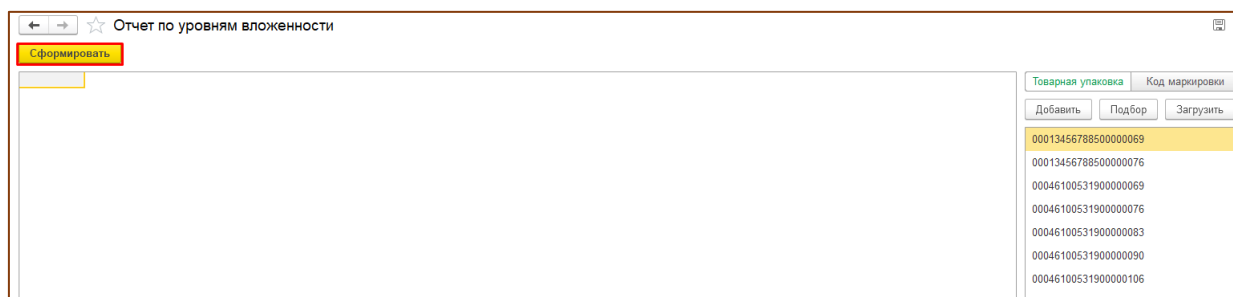 Отчет по уровням вложенности
Сформировать
Товарная упаковка Код маркировки
Добавить Подбор Загрузить
00013456788500000069
00013456788500000076
00046100531900000069
00046100531900000076
00046100531900000083
00046100531900000090
00046100531900000106